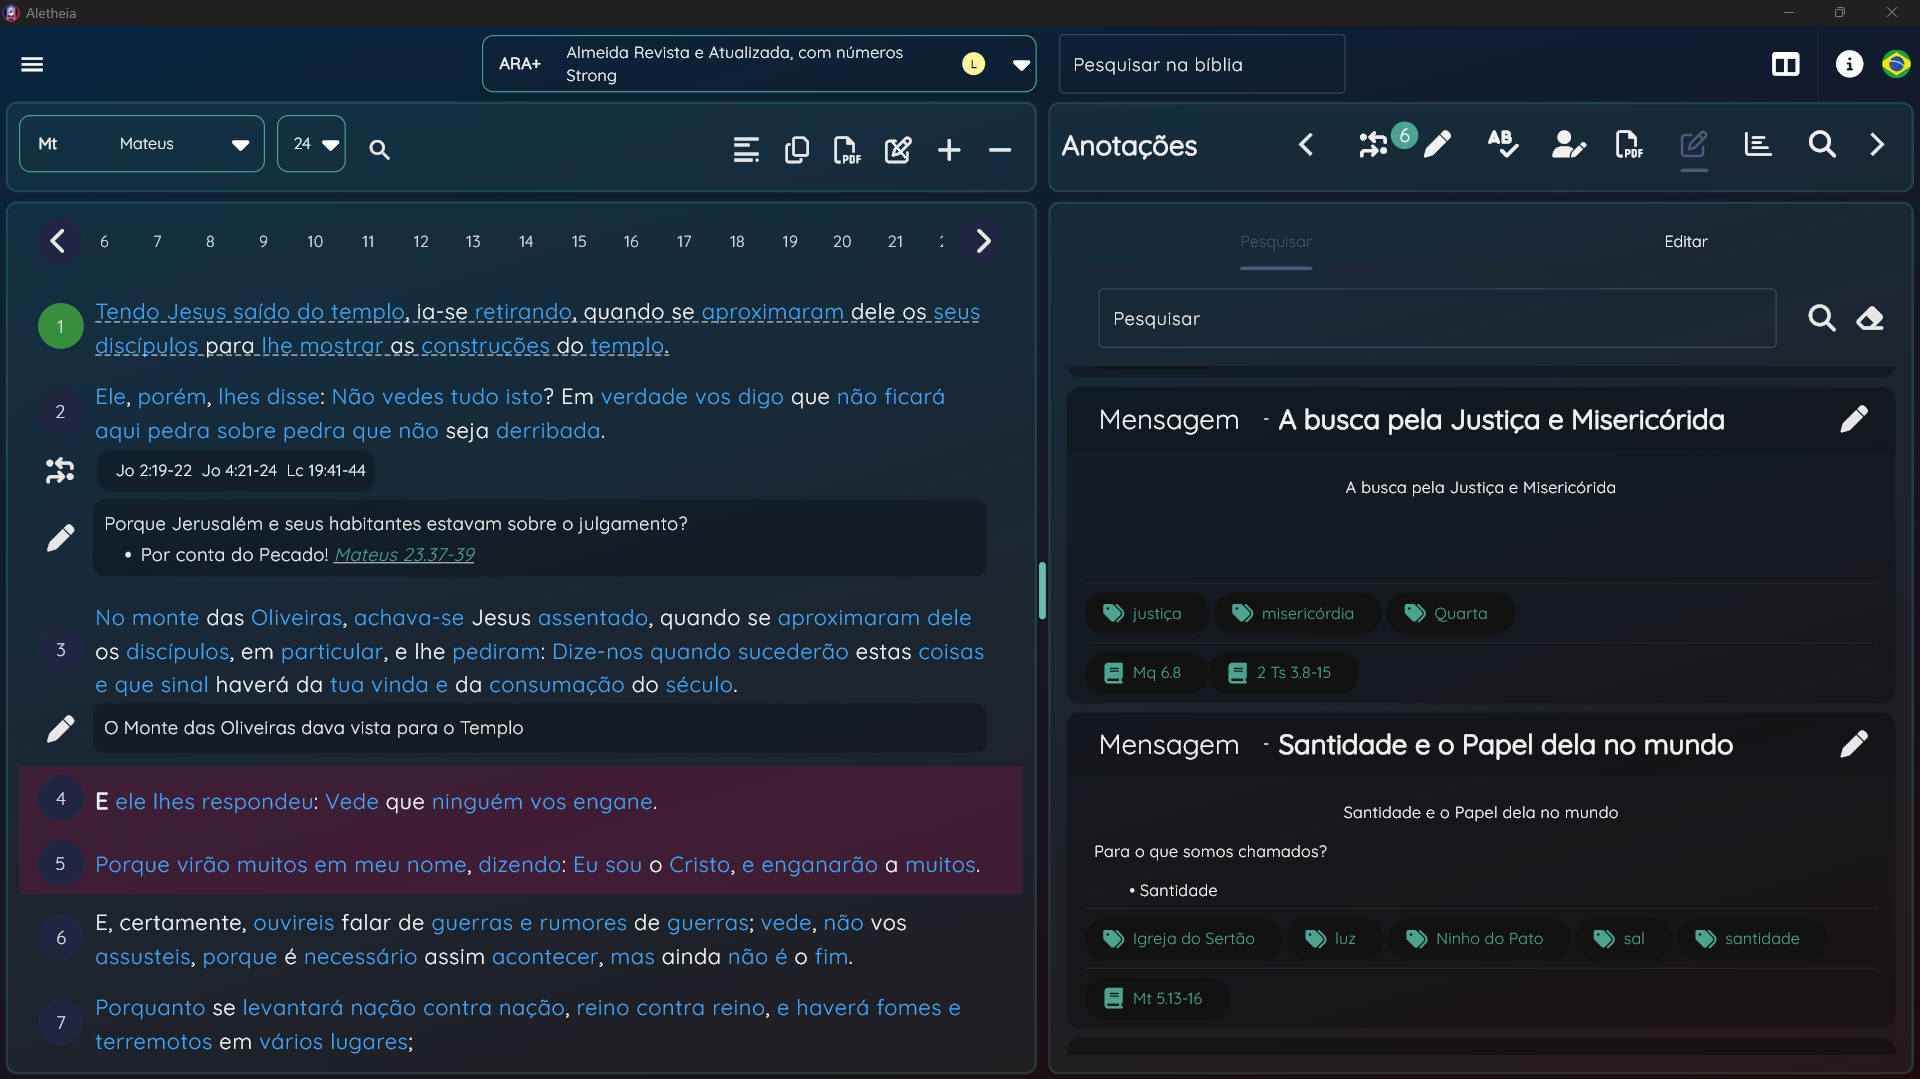 Aletheia
ARA+
Almeida Revista e Atualizada, com números
Strong
L
Pesquisar na bíblia
Mt Mateus
24
PDF
Anotações
6
AB
PDF
6 7 8 9 10 11 12 13 14 15 16 17 18 19 20 21
1
Tendo Jesus saído do templo, ia-se retirando, quando se aproximaram dele os seus
discípulos para lhe mostrar as construções do templo.
2
Ele, porém, lhes disse: Não vedes tudo isto? Em verdade vos digo que não ficará
aqui pedra sobre pedra que não seja derribada.
Jo 2:19-22 Jo 4:21-24 Lc 19:41-44
Porque Jerusalém e seus habitantes estavam sobre o julgamento?
• Por conta do Pecado! Mateus 23.37-39
3
No monte das Oliveiras, achava-se Jesus assentado, quando se aproximaram dele
os discípulos, em particular, e lhe pediram: Dize-nos quando sucederão estas coisas
e que sinal haverá da tua vinda e da consumação do século.
O Monte das Oliveiras dava vista para o Templo
4
E ele lhes respondeu: Vede que ninguém vos engane.
5
Porque virão muitos em meu nome, dizendo: Eu sou o Cristo, e enganarão a muitos.
6
E, certamente, ouvireis falar de guerras e rumores de guerras; vede, não vos
assusteis, porque é necessário assim acontecer, mas ainda não é o fim.
7
Porquanto se levantará nação contra nação, reino contra reino, e haverá fomes e
terremotos em vários lugares;
Pesquisar
Editar
Pesquisar
Mensagem - A busca pela Justiça e Misericórida
A busca pela Justiça e Misericórida
justiça misericórdia Quarta
Mq 6.8 2 Ts 3.8-15
Mensagem - Santidade e o Papel dela no mundo
Santidade e o Papel dela no mundo
Para o que somos chamados?
• Santidade
Igreja do Sertão luz Ninho do Pato sal santidade
Mt 5.13-16